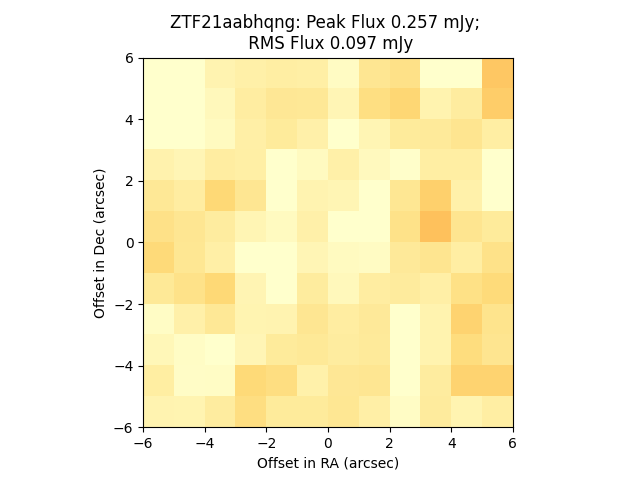 ZTF21aabhqng: Peak Flux 0.257 mJy;
RMS Flux 0.097 mJy
6
4
2
0
−2
−4
−6
Offset in Dec (arcsec)
−6 −4 −2 0 2 4 6
Offset in RA (arcsec)